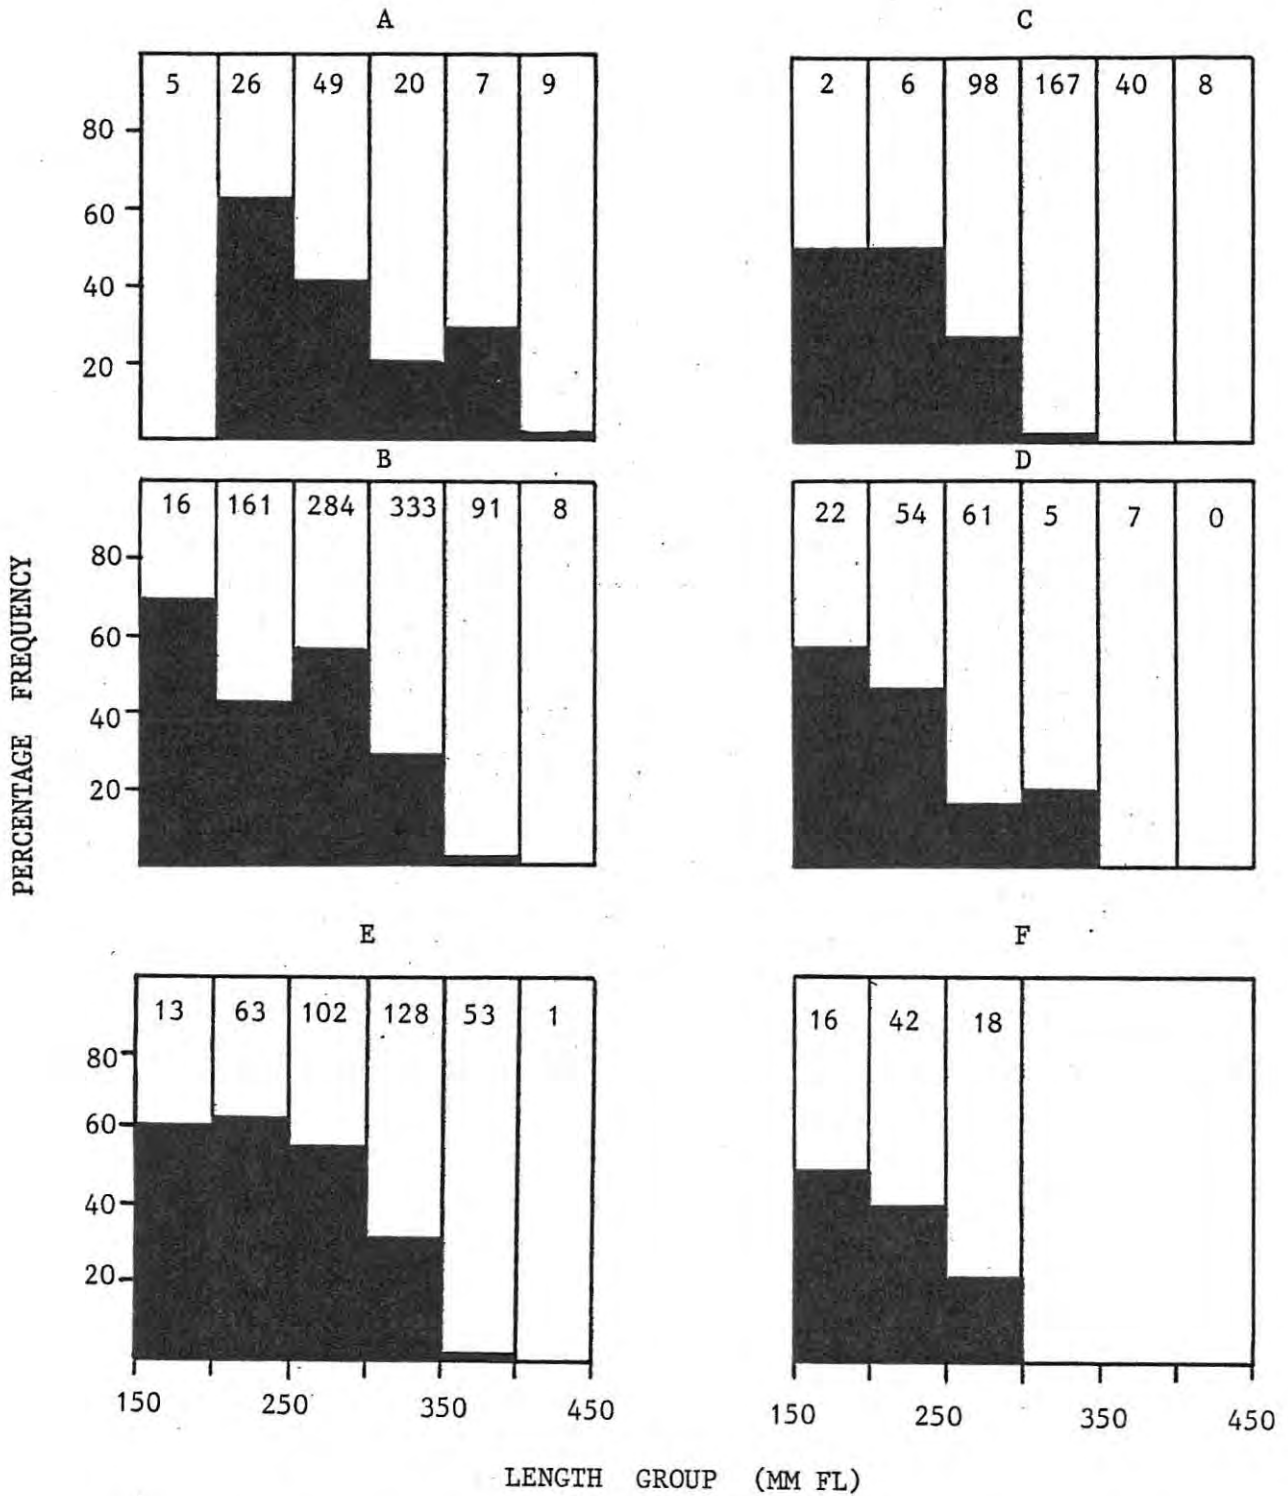 A
5 26 49 20 7 9
80
60
40
20
C
2 6 98 167 40 8
B
16 161 284 333 91 8
80
60
40
20
D
22 54 61 5 7 0
PERCENTAGE FREQUENCY
E
13 63 102 128 53 1
80
60
40
20
150 250 350 450
F
16 42 18
150 250 350 450
LENGTH GROUP (MM FL)